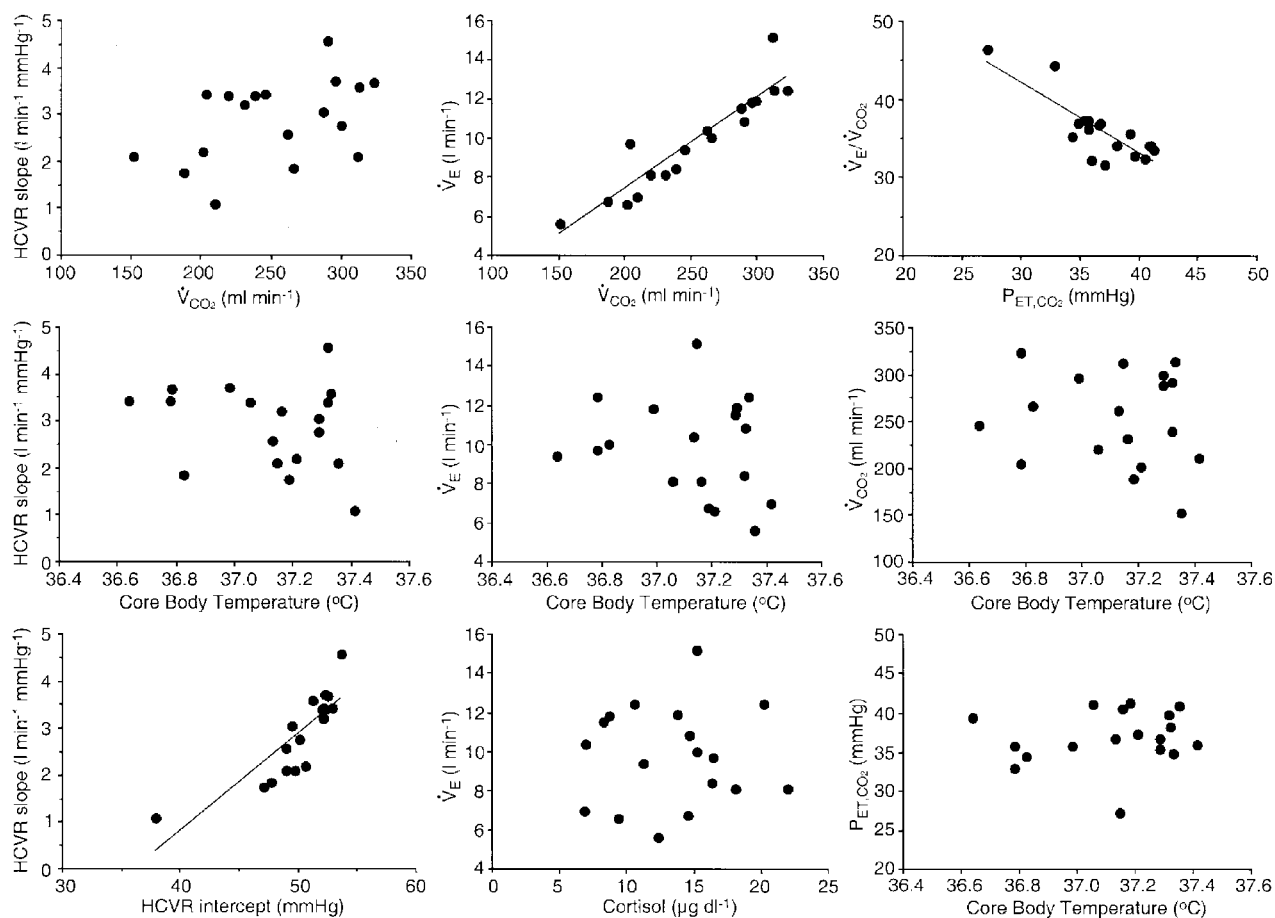 5
4
3
2
1
0
HCVR slope (l min⁻¹ mmHg⁻¹)
100 150 200 250 300 350
V̇CO₂ (ml min⁻¹)
16
14
12
10
8
6
4
V̇E (l min⁻¹)
100 150 200 250 300 350
V̇CO₂ (ml min⁻¹)
50
40
30
20
V̇E/V̇CO₂
20 25 30 35 40 45 50
PET,CO₂ (mmHg)
5
4
3
2
1
0
HCVR slope (l min⁻¹ mmHg⁻¹)
36.4 36.6 36.8 37.0 37.2 37.4 37.6
Core Body Temperature (°C)
16
14
12
10
8
6
4
V̇E (l min⁻¹)
36.4 36.6 36.8 37.0 37.2 37.4 37.6
Core Body Temperature (°C)
350
300
250
200
150
100
V̇CO₂ (ml min⁻¹)
36.4 36.6 36.8 37.0 37.2 37.4 37.6
Core Body Temperature (°C)
5
4
3
2
1
0
HCVR slope (l min⁻¹ mmHg⁻¹)
30 40 50 60
HCVR intercept (mmHg)
16
14
12
10
8
6
4
V̇E (l min⁻¹)
0 5 10 15 20 25
Cortisol (µg dl⁻¹)
50
45
40
35
30
25
20
PET,CO₂ (mmHg)
36.4 36.6 36.8 37.0 37.2 37.4 37.6
Core Body Temperature (°C)